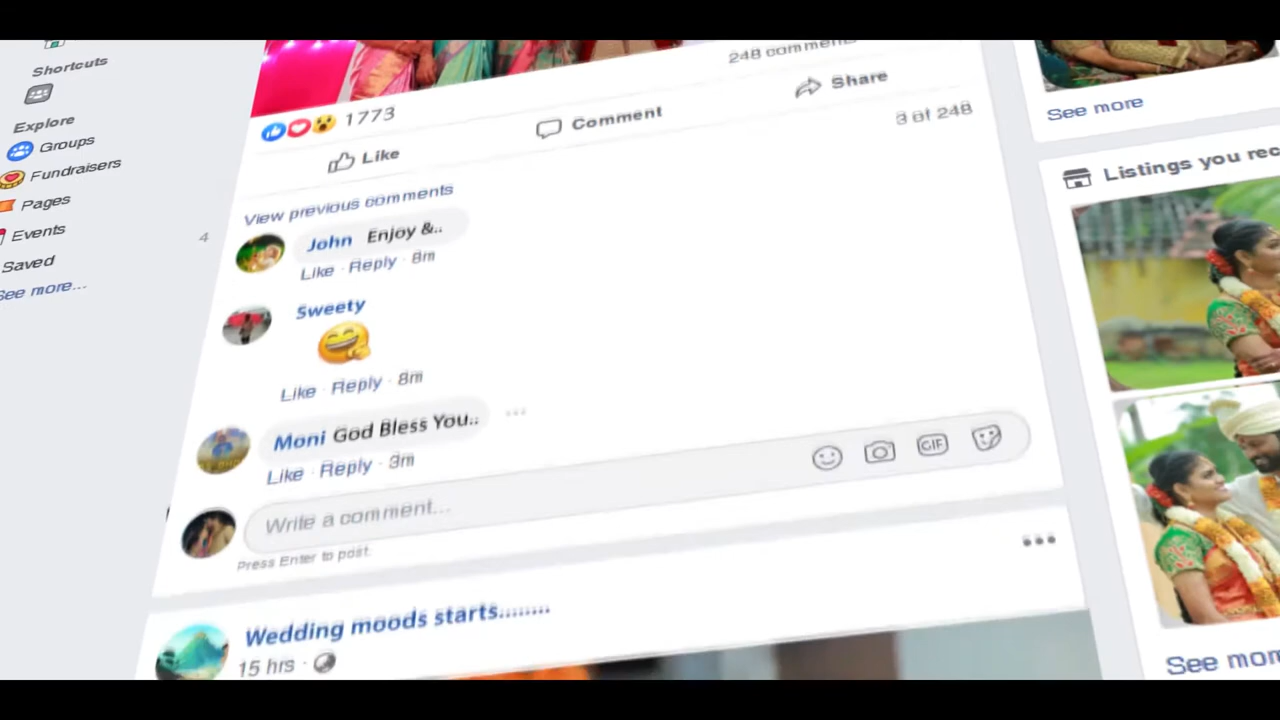 Shortcuts
Explore
Groups
Fundraisers
Pages
Events
4
Saved
See more...
248 comments
1773
Like
Comment
Share
3 of 248
View previous comments
John Enjoy &..
Like · Reply · 8m
Sweety
Like · Reply · 8m
Moni God Bless You.. ...
Like · Reply · 3m
Write a comment...
GIF
Press Enter to post.
Wedding moods starts........
15 hrs ·
See more
Listings you rec
See mor